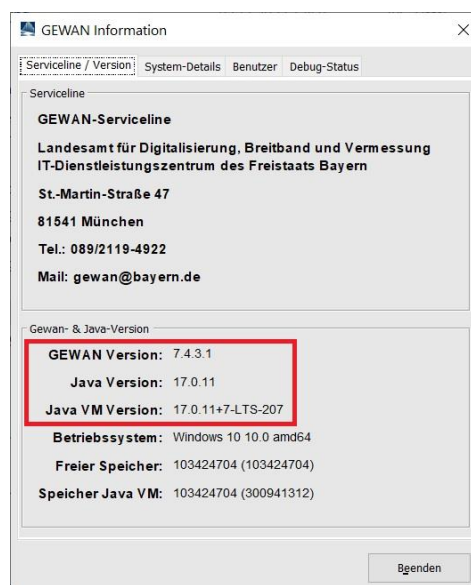 GEWAN Information
Serviceline / Version System-Details Benutzer Debug-Status
Serviceline
GEWAN-Serviceline
Landesamt für Digitalisierung, Breitband und Vermessung
IT-Dienstleistungszentrum des Freistaats Bayern
St.-Martin-Straße 47
81541 München
Tel.: 089/2119-4922
Mail: gewan@bayern.de
Gewan- & Java-Version
GEWAN Version: 7.4.3.1
Java Version: 17.0.11
Java VM Version: 17.0.11+7-LTS-207
Betriebssystem: Windows 10 10.0 amd64
Freier Speicher: 103424704 (103424704)
Speicher Java VM: 103424704 (300941312)
Beenden